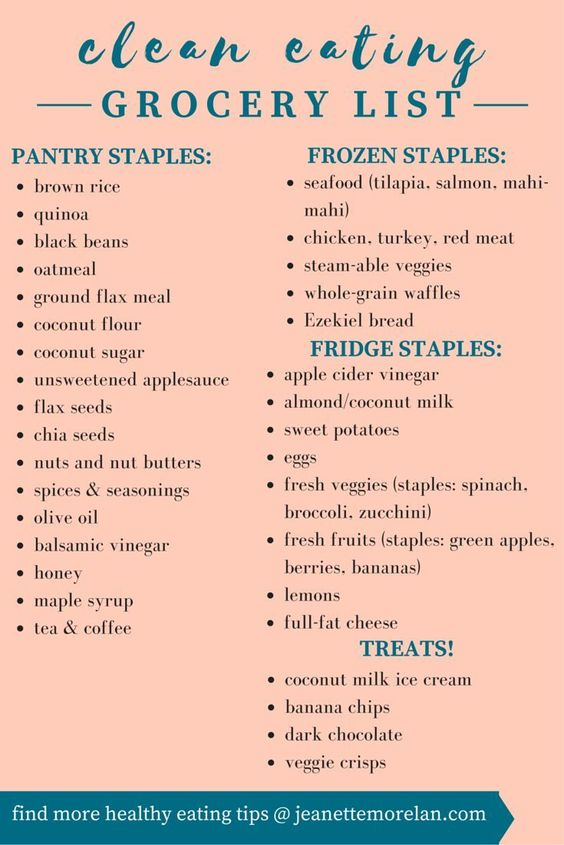 clean eating
GROCERY LIST
PANTRY STAPLES:
• brown rice
• quinoa
• black beans
• oatmeal
• ground flax meal
• coconut flour
• coconut sugar
• unsweetened applesauce
• flax seeds
• chia seeds
• nuts and nut butters
• spices & seasonings
• olive oil
• balsamic vinegar
• honey
• maple syrup
• tea & coffee
FROZEN STAPLES:
• seafood (tilapia, salmon, mahi-
mahi)
• chicken, turkey, red meat
• steam-able veggies
• whole-grain waffles
• Ezekiel bread
FRIDGE STAPLES:
• apple cider vinegar
• almond/coconut milk
• sweet potatoes
• eggs
• fresh veggies (staples: spinach,
broccoli, zucchini)
• fresh fruits (staples: green apples,
berries, bananas)
• lemons
• full-fat cheese
TREATS!
• coconut milk ice cream
• banana chips
• dark chocolate
• veggie crisps
find more healthy eating tips @ jeanettemorelan.com